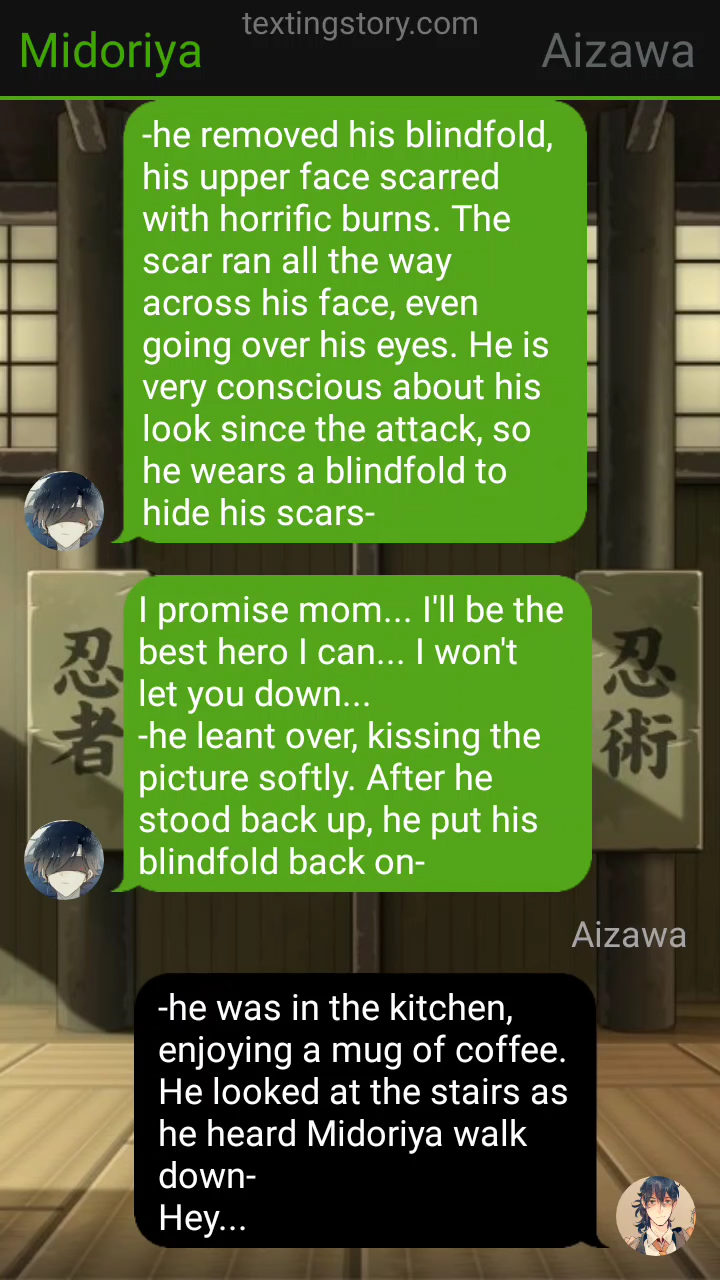 textingstory.com
Midoriya
Aizawa
-he removed his blindfold,
his upper face scarred
with horrific burns. The
scar ran all the way
across his face, even
going over his eyes. He is
very conscious about his
look since the attack, so
he wears a blindfold to
hide his scars-
I promise mom... I'll be the
best hero I can... I won't
let you down...
-he leant over, kissing the
picture softly. After he
stood back up, he put his
blindfold back on-
忍者
忍術
Aizawa
-he was in the kitchen,
enjoying a mug of coffee.
He looked at the stairs as
he heard Midoriya walk
down-
Hey...